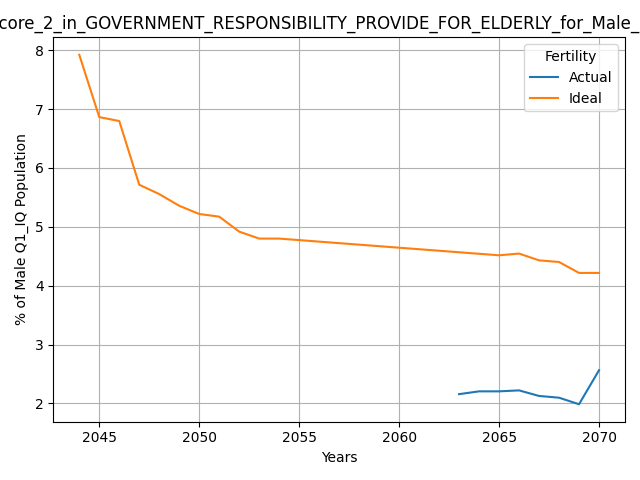 core_2_in_GOVERNMENT_RESPONSIBILITY_PROVIDE_FOR_ELDERLY_for_Male_
Fertility
Actual
Ideal
% of Male Q1_IQ Population
8
7
6
5
4
3
2
2045 2050 2055 2060 2065 2070
Years